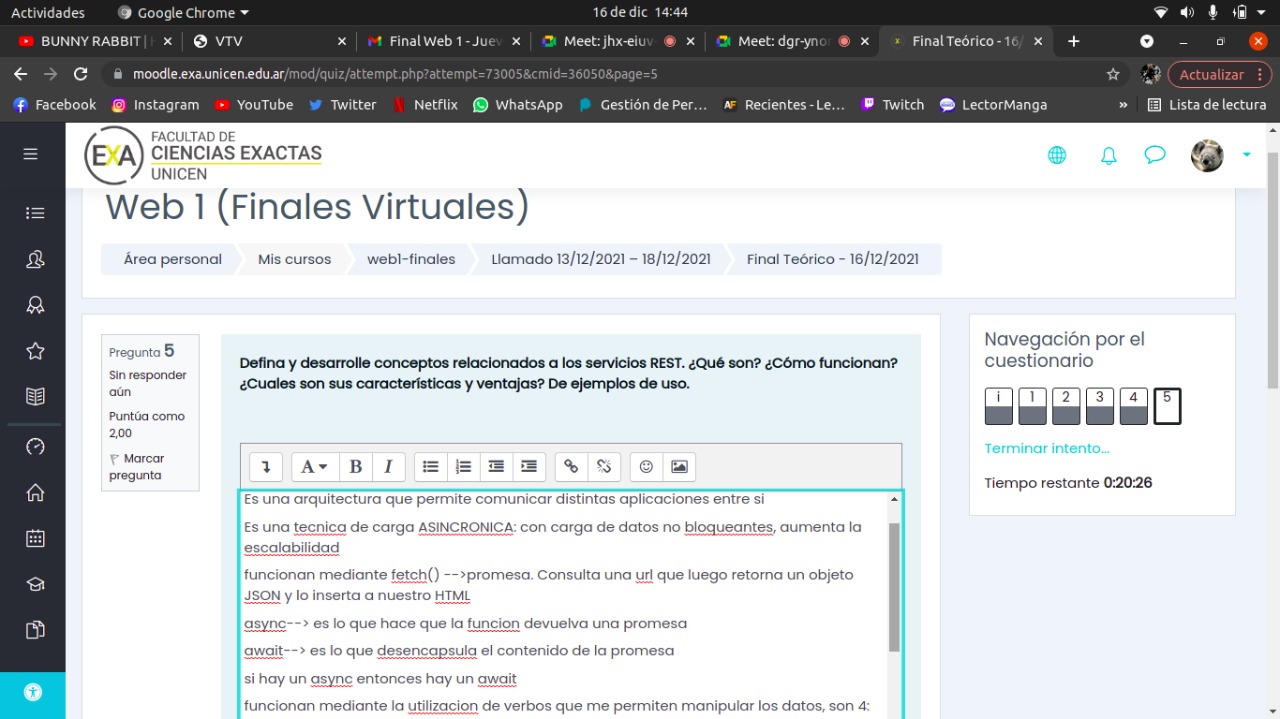 Actividades
Google Chrome
16 de dic 14:44
BUNNY RABBIT |
VTV
Final Web 1 - Juev
Meet: jhx-eiuv
Meet: dgr-ynor
Final Teórico - 16/
moodle.exa.unicen.edu.ar/mod/quiz/attempt.php?attempt=73005&cmid=36050&page=5
Actualizar
Facebook
Instagram
YouTube
Twitter
Netflix
WhatsApp
Gestión de Per...
AF Recientes - Le...
Twitch
LectorManga
»
Lista de lectura
EXA
FACULTAD DE
CIENCIAS EXACTAS
UNICEN
Web 1 (Finales Virtuales)
Área personal
Mis cursos
web1-finales
Llamado 13/12/2021 – 18/12/2021
Final Teórico - 16/12/2021
Pregunta 5
Sin responder
aún
Puntúa como
2,00
Marcar
pregunta
Defina y desarrolle conceptos relacionados a los servicios REST. ¿Qué son? ¿Cómo funcionan?
¿Cuales son sus características y ventajas? De ejemplos de uso.
A B I
Es una arquitectura que permite comunicar distintas aplicaciones entre si
Es una tecnica de carga ASINCRONICA: con carga de datos no bloqueantes, aumenta la
escalabilidad
funcionan mediante fetch() -->promesa. Consulta una url que luego retorna un objeto
JSON y lo inserta a nuestro HTML
async--> es lo que hace que la funcion devuelva una promesa
await--> es lo que desencapsula el contenido de la promesa
si hay un async entonces hay un await
funcionan mediante la utilizacion de verbos que me permiten manipular los datos, son 4:
Navegación por el
cuestionario
i 1 2 3 4 5
Terminar intento...
Tiempo restante 0:20:26